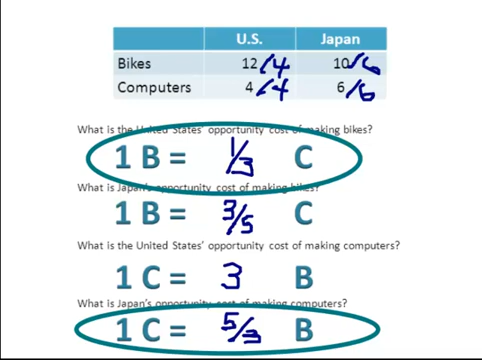 U.S. Japan
Bikes 12/4 10/6
Computers 4/4 6/6
What is the United States' opportunity cost of making bikes?
1 B = 1/3 C
What is Japan's opportunity cost of making bikes?
1 B = 3/5 C
What is the United States' opportunity cost of making computers?
1 C = 3 B
What is Japan's opportunity cost of making computers?
1 C = 5/3 B